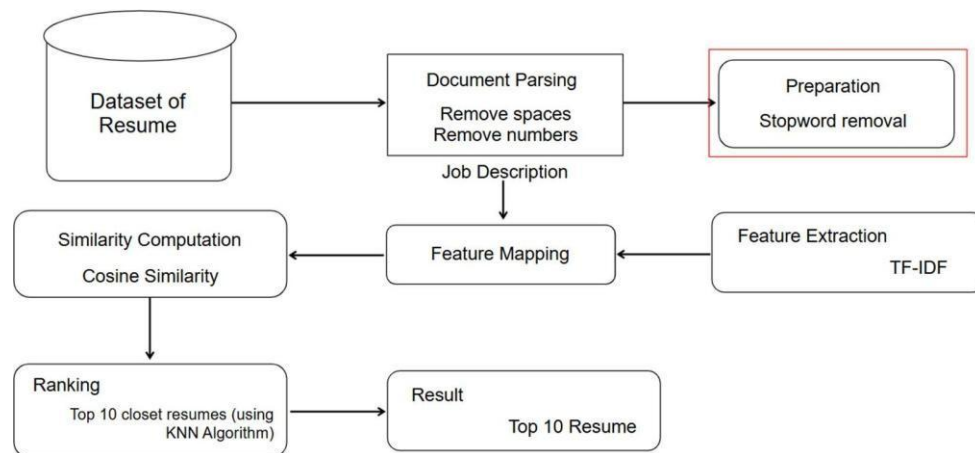 Dataset of
Resume
Document Parsing
Remove spaces
Remove numbers
Preparation
Stopword removal
Job Description
Similarity Computation
Cosine Similarity
Feature Mapping
Feature Extraction
TF-IDF
Ranking
Top 10 closet resumes (using
KNN Algorithm)
Result
Top 10 Resume